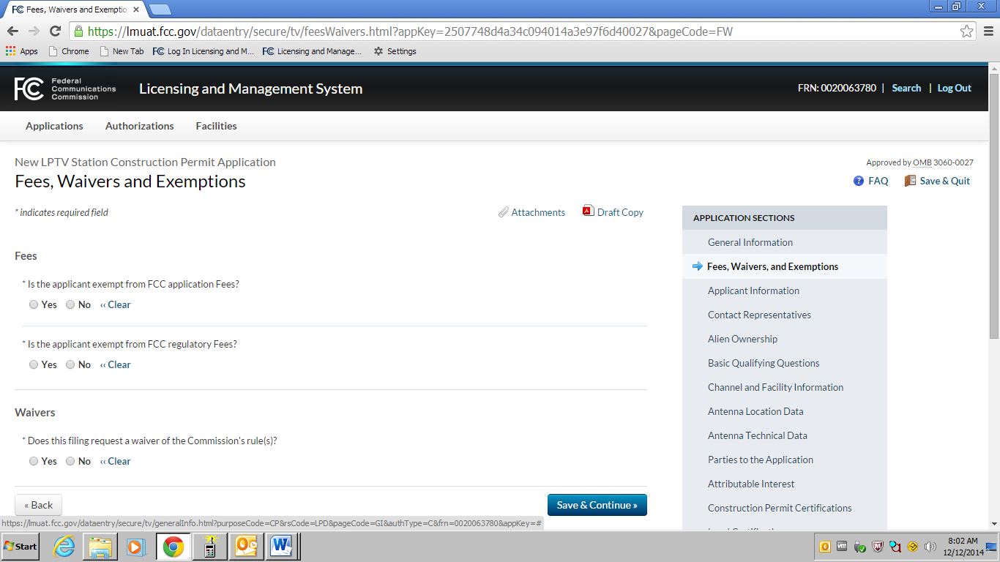 FC Fees, Waivers and Exemptio
https://lmuat.fcc.gov/dataentry/secure/tv/feesWaivers.html?appKey=2507748d4a34c094014a3e97f6d40027&pageCode=FW
Apps Chrome New Tab FC Log In Licensing and M... FC Licensing and Manage... Settings
FCC Federal Communications Commission
Licensing and Management System
FRN: 0020063780 | Search | Log Out
Applications Authorizations Facilities
New LPTV Station Construction Permit Application
Approved by OMB 3060-0027
Fees, Waivers and Exemptions
FAQ Save & Quit
* indicates required field
Attachments Draft Copy
Fees
* Is the applicant exempt from FCC application Fees?
Yes No ‹‹ Clear
* Is the applicant exempt from FCC regulatory Fees?
Yes No ‹‹ Clear
Waivers
* Does this filing request a waiver of the Commission's rule(s)?
Yes No ‹‹ Clear
« Back
Save & Continue »
APPLICATION SECTIONS
General Information
Fees, Waivers, and Exemptions
Applicant Information
Contact Representatives
Alien Ownership
Basic Qualifying Questions
Channel and Facility Information
Antenna Location Data
Antenna Technical Data
Parties to the Application
Attributable Interest
Construction Permit Certifications
https://lmuat.fcc.gov/dataentry/secure/tv/generalInfo.html?purposeCode=CP&rsCode=LPD&pageCode=GI&authType=C&frn=0020063780&appKey=#
Start
8:02 AM
12/12/2014